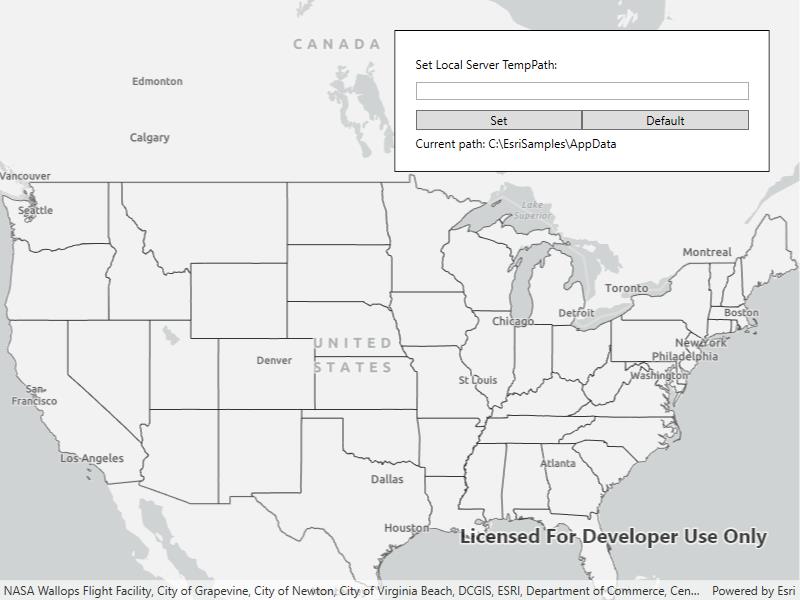 CANADA
Set Local Server TempPath:
Edmonton
Set
Default
Calgary
Current path: C:\EsriSamples\AppData
Vancouver
Seattle
Lake
Superior
Montreal
Toronto
Detroit
Boston
Chicago
UNITED
New York
Philadelphia
Denver
STATES
Washington
St Louis
San
Francisco
Los Angeles
Atlanta
Dallas
Houston
Licensed For Developer Use Only
NASA Wallops Flight Facility, City of Grapevine, City of Newton, City of Virginia Beach, DCGIS, ESRI, Department of Commerce, Cen...
Powered by Esri